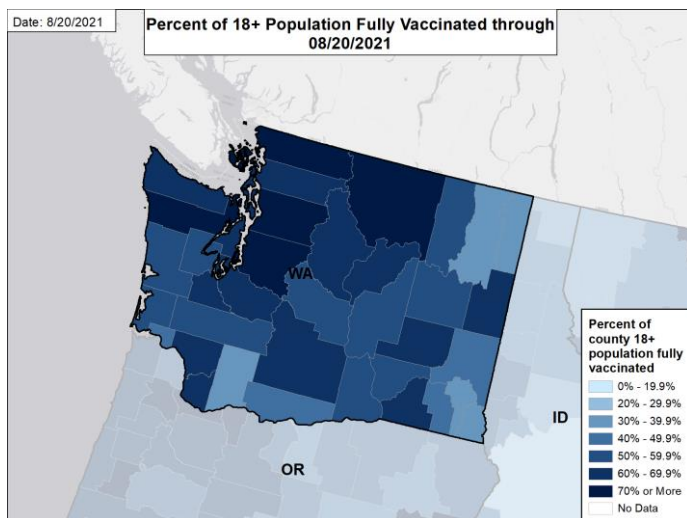 Date: 8/20/2021
Percent of 18+ Population Fully Vaccinated through
08/20/2021
WA
ID
OR
Percent of
county 18+
population fully
vaccinated
0% - 19.9%
20% - 29.9%
30% - 39.9%
40% - 49.9%
50% - 59.9%
60% - 69.9%
70% or More
No Data